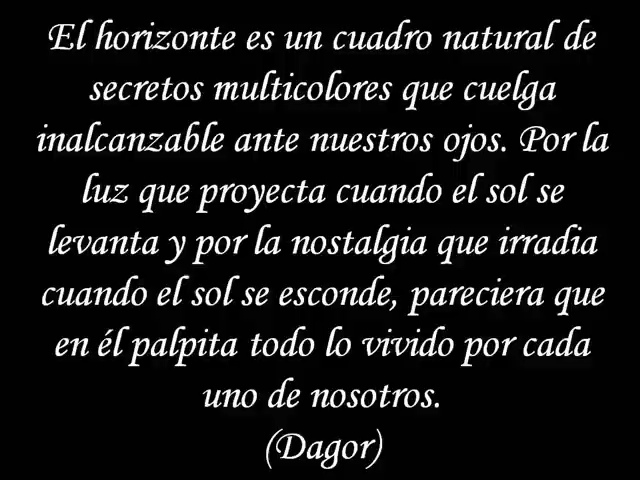 El horizonte es un cuadro natural de
secretos multicolores que cuelga
inalcanzable ante nuestros ojos. Por la
luz que proyecta cuando el sol se
levanta y por la nostalgia que irradia
cuando el sol se esconde, pareciera que
en él palpita todo lo vivido por cada
uno de nosotros.
(Dagor)